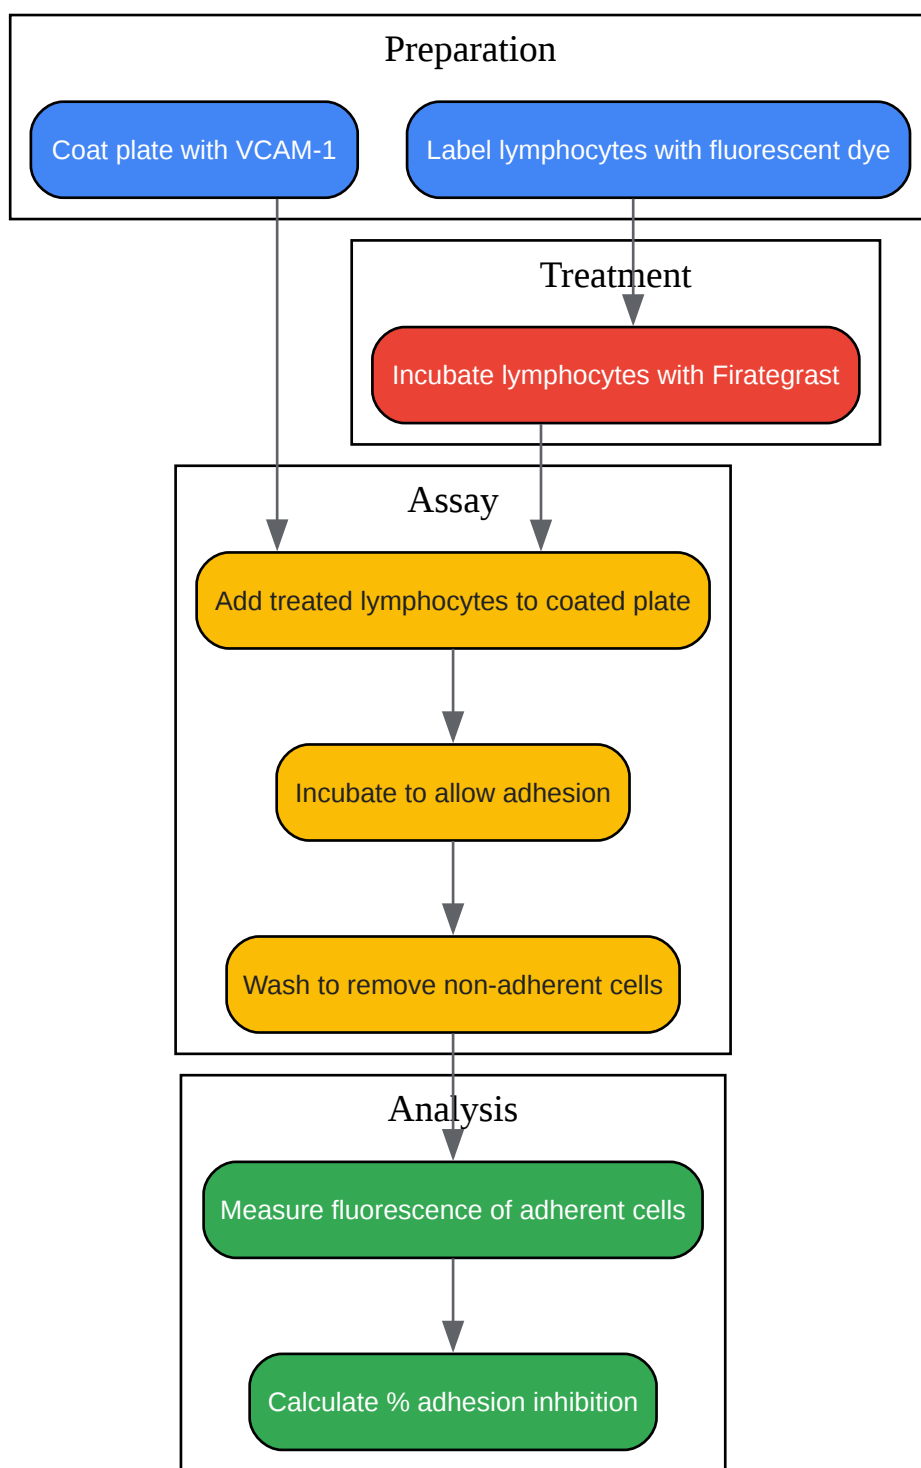 Preparation
Coat plate with VCAM-1
Label lymphocytes with fluorescent dye
Treatment
Incubate lymphocytes with Firategrast
Assay
Add treated lymphocytes to coated plate
Incubate to allow adhesion
Wash to remove non-adherent cells
Analysis
Measure fluorescence of adherent cells
Calculate % adhesion inhibition